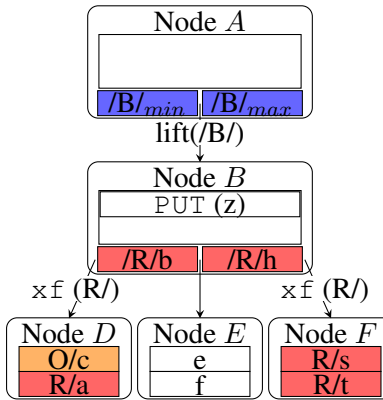 Node A
/B/min /B/max
lift(/B/)
Node B
PUT (z)
/R/b /R/h
xf (R/) xf (R/)
Node D Node E Node F
O/c e R/s
R/a f R/t